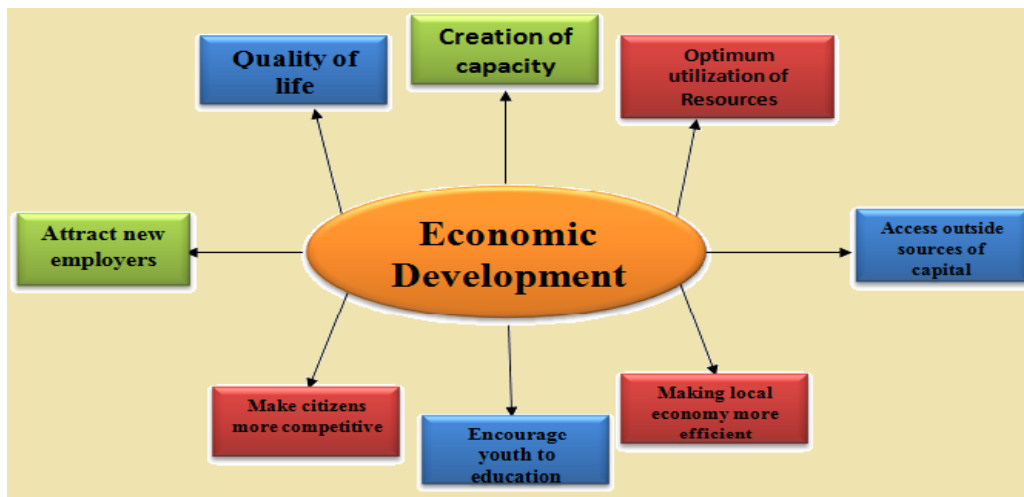 Creation of
capacity
Quality of
life
Optimum
utilization of
Resources
Attract new
employers
Economic
Development
Access outside
sources of
capital
Make citizens
more competitive
Encourage
youth to
education
Making local
economy more
efficient